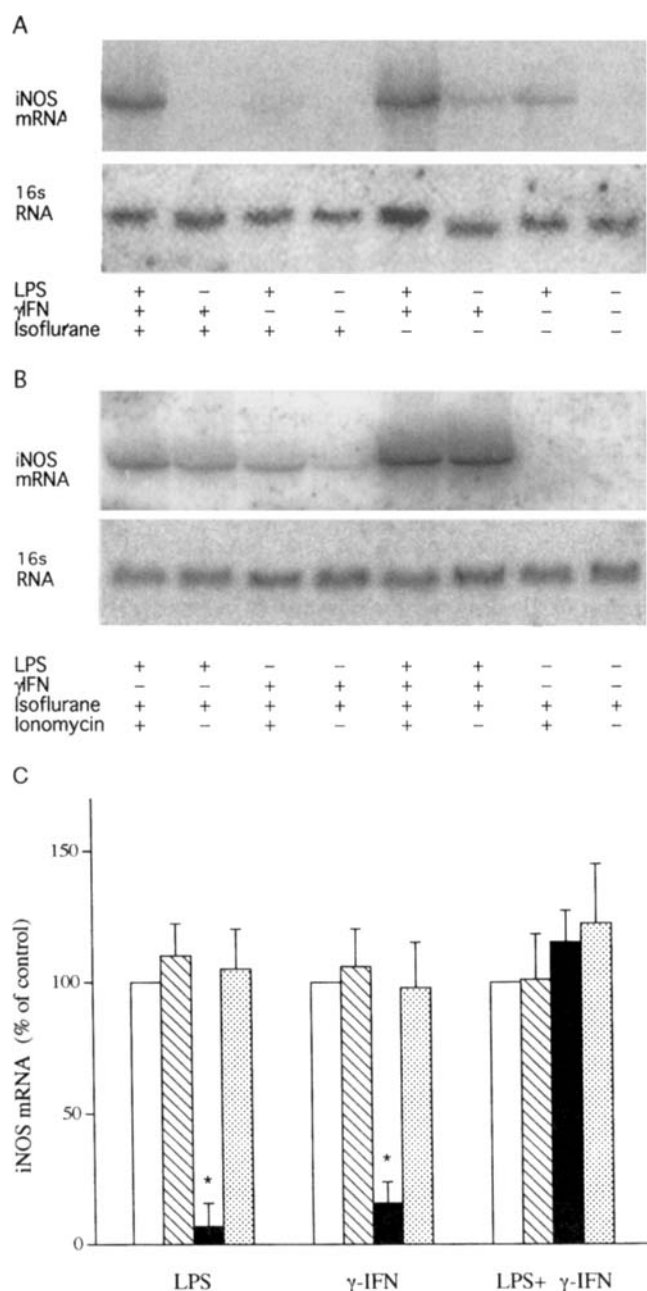 A
iNOS
mRNA
16s
RNA
LPS + − + − + − + −
γIFN + + − − + + − −
Isoflurane + + + + − − − −
B
iNOS
mRNA
16s
RNA
LPS + + − − + + − −
γIFN − − + + + + − −
Isoflurane + + + + + + + +
Ionomycin + − + − + − + −
C
iNOS mRNA (% of control)
150
100
50
0
* *
LPS γ-IFN LPS+ γ-IFN